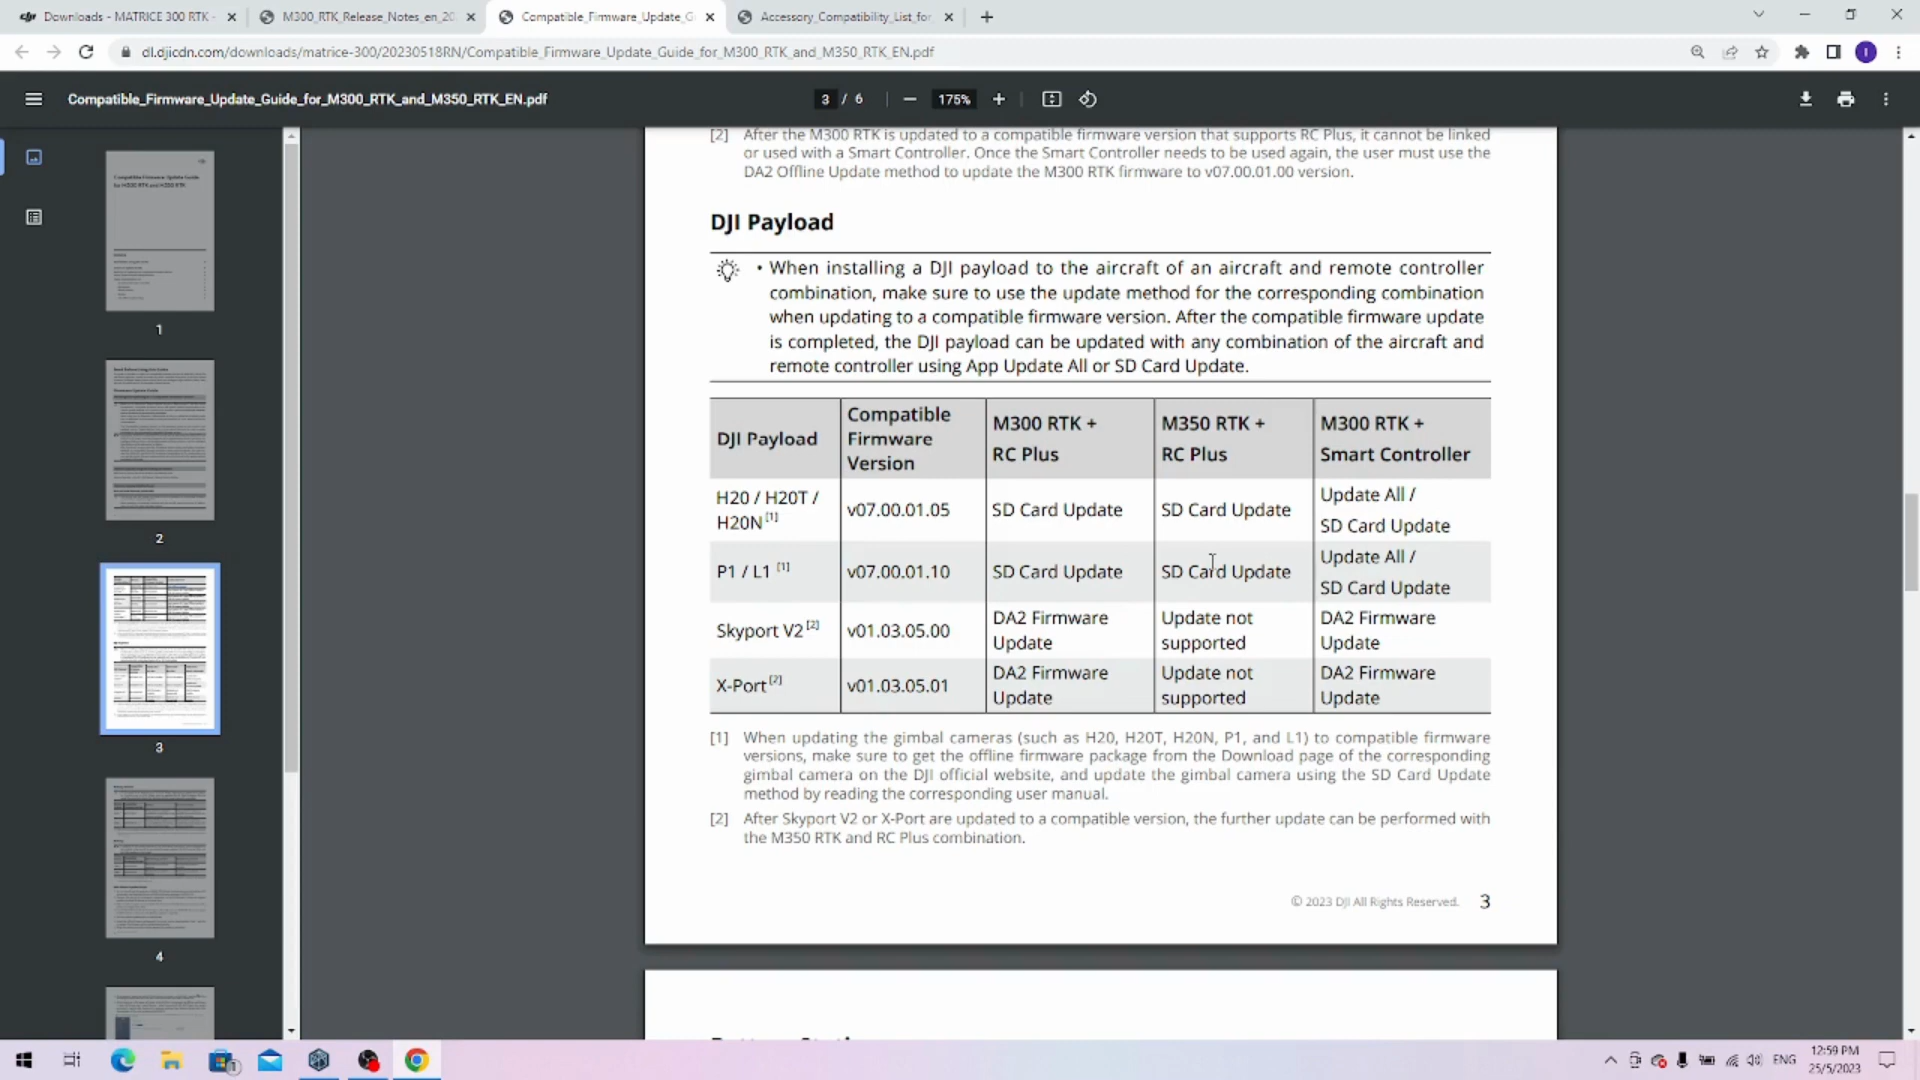 Downloads - MATRICE 300 RTK -
M300_RTK_Release_Notes_en_20
Compatible_Firmware_Update_G
Accessory_Compatibility_List_for
dl.djicdn.com/downloads/matrice-300/20230518RN/Compatible_Firmware_Update_Guide_for_M300_RTK_and_M350_RTK_EN.pdf
Compatible_Firmware_Update_Guide_for_M300_RTK_and_M350_RTK_EN.pdf
3 / 6
175%
1
2
3
4
[2] After the M300 RTK is updated to a compatible firmware version that supports RC Plus, it cannot be linked
or used with a Smart Controller. Once the Smart Controller needs to be used again, the user must use the
DA2 Offline Update method to update the M300 RTK firmware to v07.00.01.00 version.
DJI Payload
• When installing a DJI payload to the aircraft of an aircraft and remote controller
combination, make sure to use the update method for the corresponding combination
when updating to a compatible firmware version. After the compatible firmware update
is completed, the DJI payload can be updated with any combination of the aircraft and
remote controller using App Update All or SD Card Update.
DJI Payload
Compatible
Firmware
Version
M300 RTK +
RC Plus
M350 RTK +
RC Plus
M300 RTK +
Smart Controller
H20 / H20T /
H20N [1]
v07.00.01.05
SD Card Update
SD Card Update
Update All /
SD Card Update
P1 / L1 [1]
v07.00.01.10
SD Card Update
SD Card Update
Update All /
SD Card Update
Skyport V2 [2]
v01.03.05.00
DA2 Firmware
Update
Update not
supported
DA2 Firmware
Update
X-Port [2]
v01.03.05.01
DA2 Firmware
Update
Update not
supported
DA2 Firmware
Update
[1] When updating the gimbal cameras (such as H20, H20T, H20N, P1, and L1) to compatible firmware
versions, make sure to get the offline firmware package from the Download page of the corresponding
gimbal camera on the DJI official website, and update the gimbal camera using the SD Card Update
method by reading the corresponding user manual.
[2] After Skyport V2 or X-Port are updated to a compatible version, the further update can be performed with
the M350 RTK and RC Plus combination.
© 2023 DJI All Rights Reserved. 3
ENG
12:59 PM
25/5/2023